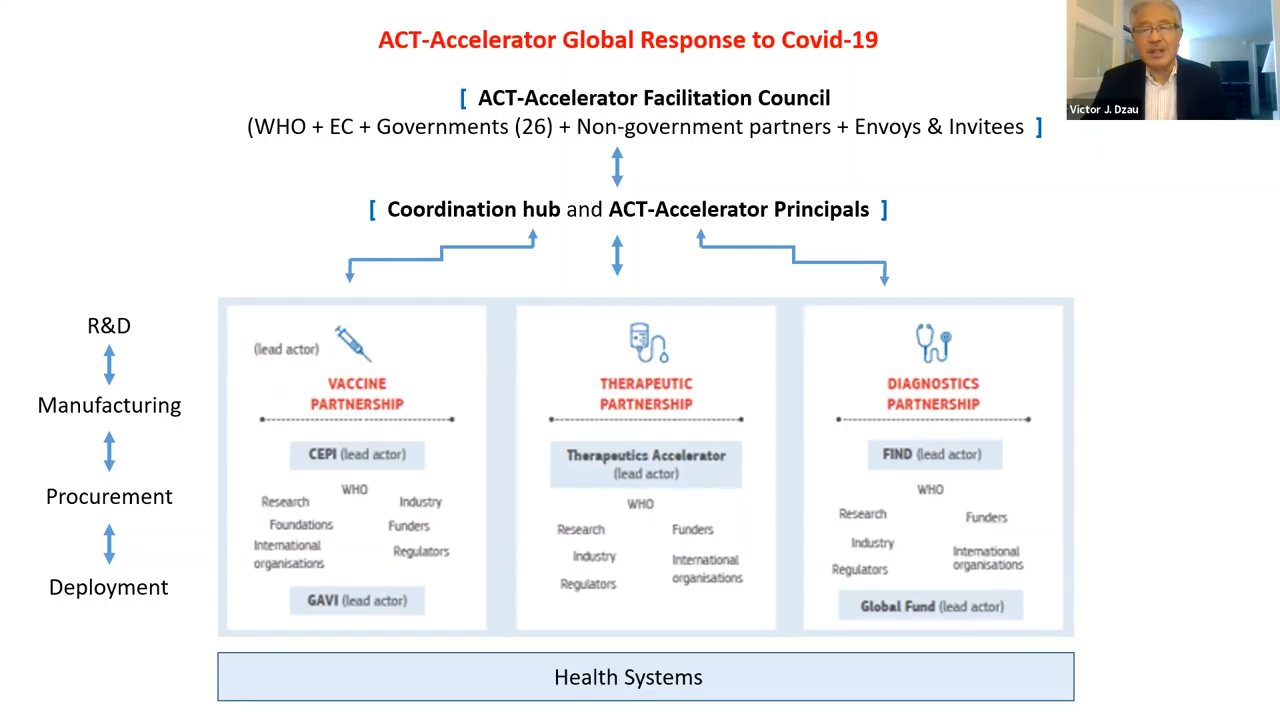 ACT-Accelerator Global Response to Covid-19
Victor J. Dzau
[ ACT-Accelerator Facilitation Council
(WHO + EC + Governments (26) + Non-government partners + Envoys & Invitees ]
[ Coordination hub and ACT-Accelerator Principals ]
R&D
Manufacturing
Procurement
Deployment
(lead actor)
VACCINE
PARTNERSHIP
CEPI (lead actor)
WHO
Research
Industry
Foundations
Funders
International
organisations
Regulators
GAVI (lead actor)
THERAPEUTIC
PARTNERSHIP
Therapeutics Accelerator
(lead actor)
WHO
Research
Funders
Industry
International
organisations
Regulators
DIAGNOSTICS
PARTNERSHIP
FIND (lead actor)
WHO
Research
Funders
Industry
International
organisations
Regulators
Global Fund (lead actor)
Health Systems